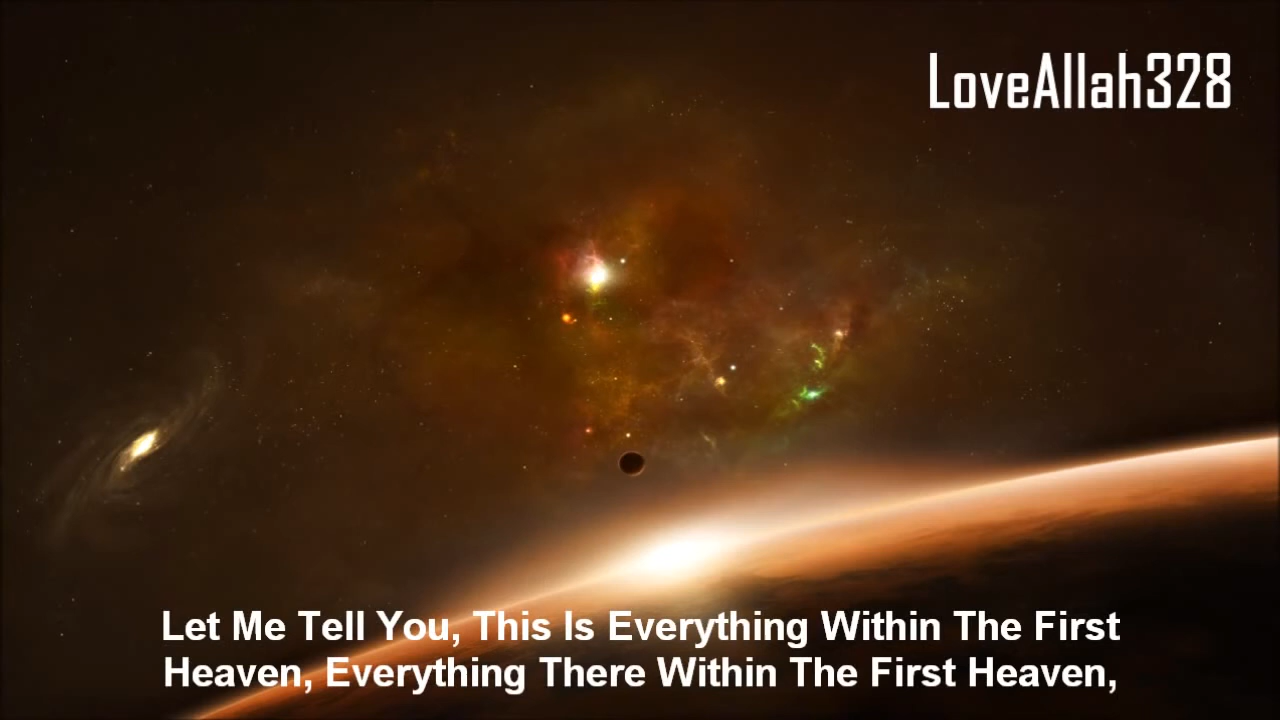 LoveAllah328
Let Me Tell You, This Is Everything Within The First
Heaven, Everything There Within The First Heaven,